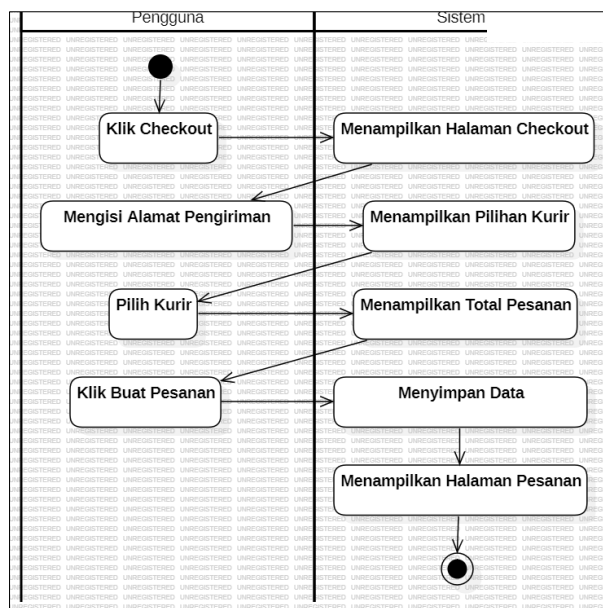 Pengguna
Sistem
Klik Checkout
Menampilkan Halaman Checkout
Mengisi Alamat Pengiriman
Menampilkan Pilihan Kurir
Pilih Kurir
Menampilkan Total Pesanan
Klik Buat Pesanan
Menyimpan Data
Menampilkan Halaman Pesanan
UNREGISTERED